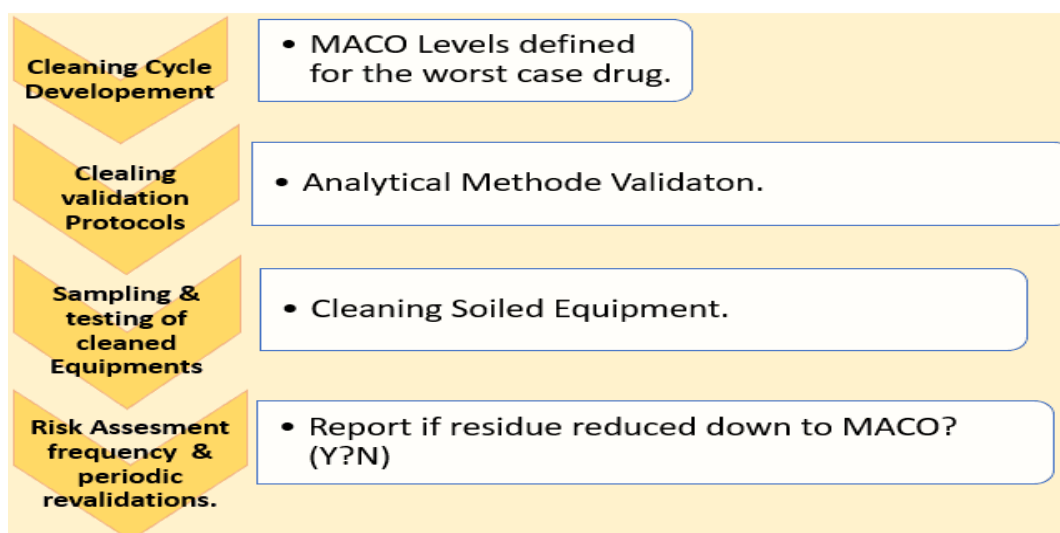 Cleaning Cycle
Developement
• MACO Levels defined
for the worst case drug.
Clealing
validation
Protocols
• Analytical Methode Validaton.
Sampling &
testing of
cleaned
Equipments
• Cleaning Soiled Equipment.
Risk Assesment
frequency &
periodic
revalidations.
• Report if residue reduced down to MACO?
(Y?N)